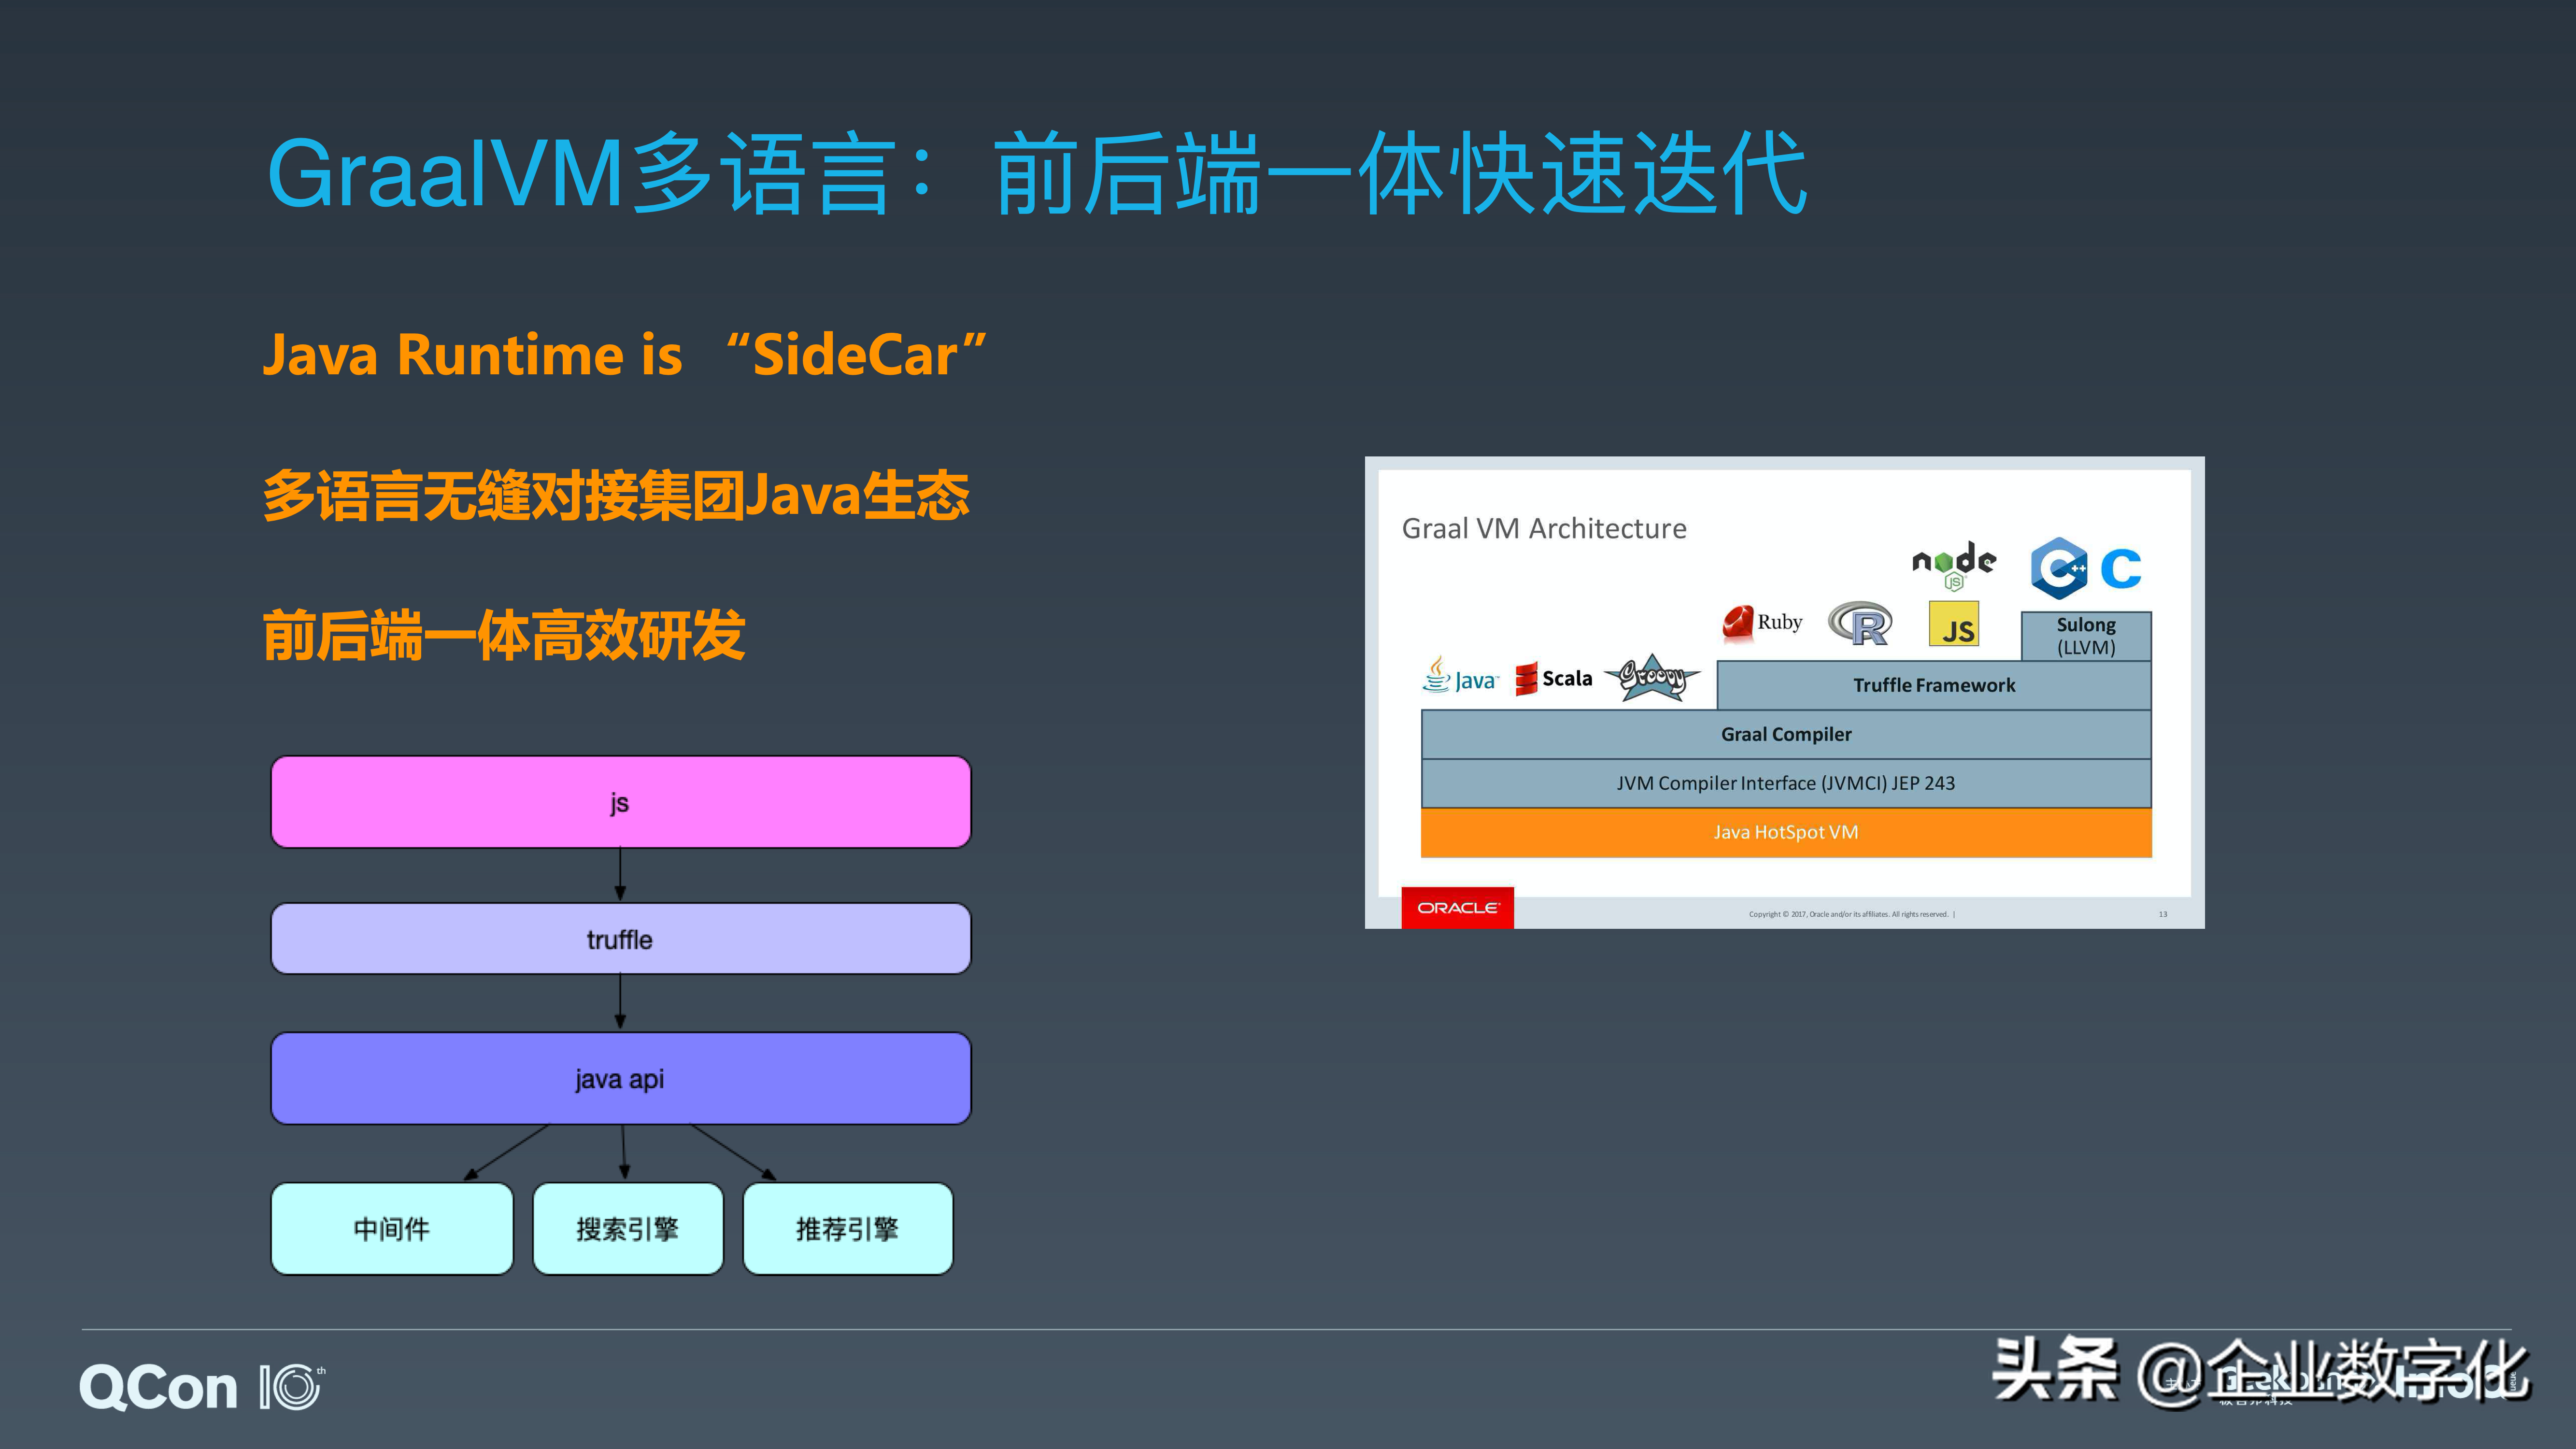 GraalVM多语言：前后端一体快速迭代
Java Runtime is “SideCar”
多语言无缝对接集团Java生态
前后端一体高效研发
js
truffle
java api
中间件
搜索引擎
推荐引擎
Graal VM Architecture
node
JS
C++
C
Ruby
R
JS
Sulong
(LLVM)
Java
Scala
Groovy
Truffle Framework
Graal Compiler
JVM Compiler Interface (JVMCI) JEP 243
Java HotSpot VM
ORACLE
Copyright © 2017, Oracle and/or its affiliates. All rights reserved. |
13
QCon 10th
头条 @企业数字化